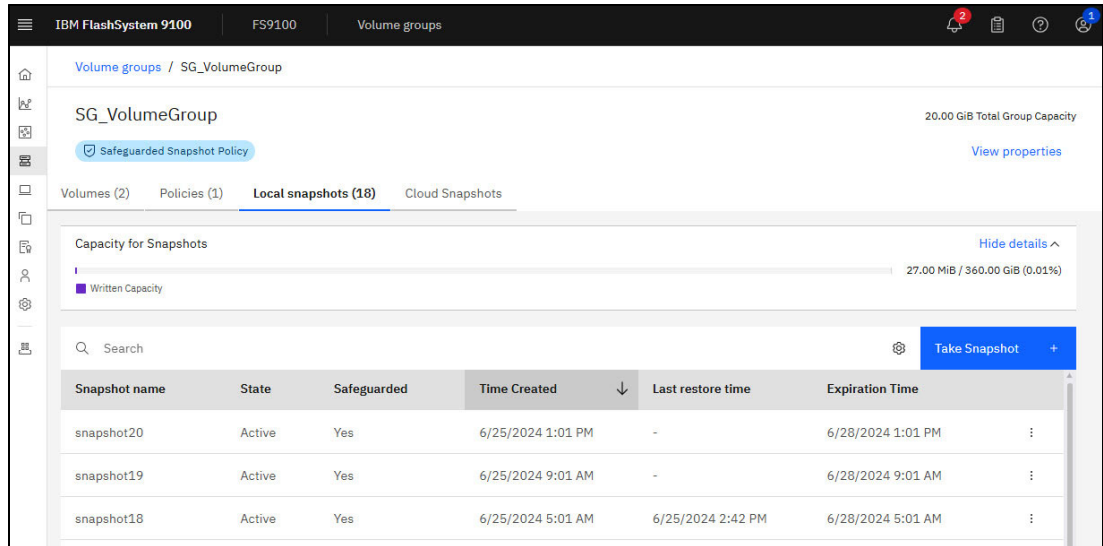 IBM FlashSystem 9100 FS9100 Volume groups 2 1
Volume groups / SG_VolumeGroup
SG_VolumeGroup 20.00 GiB Total Group Capacity
Safeguarded Snapshot Policy View properties
Volumes (2) Policies (1) Local snapshots (18) Cloud Snapshots
Capacity for Snapshots Hide details
27.00 MiB / 360.00 GiB (0.01%)
Written Capacity
Search Take Snapshot +
Snapshot name State Safeguarded Time Created Last restore time Expiration Time
snapshot20 Active Yes 6/25/2024 1:01 PM - 6/28/2024 1:01 PM
snapshot19 Active Yes 6/25/2024 9:01 AM - 6/28/2024 9:01 AM
snapshot18 Active Yes 6/25/2024 5:01 AM 6/25/2024 2:42 PM 6/28/2024 5:01 AM